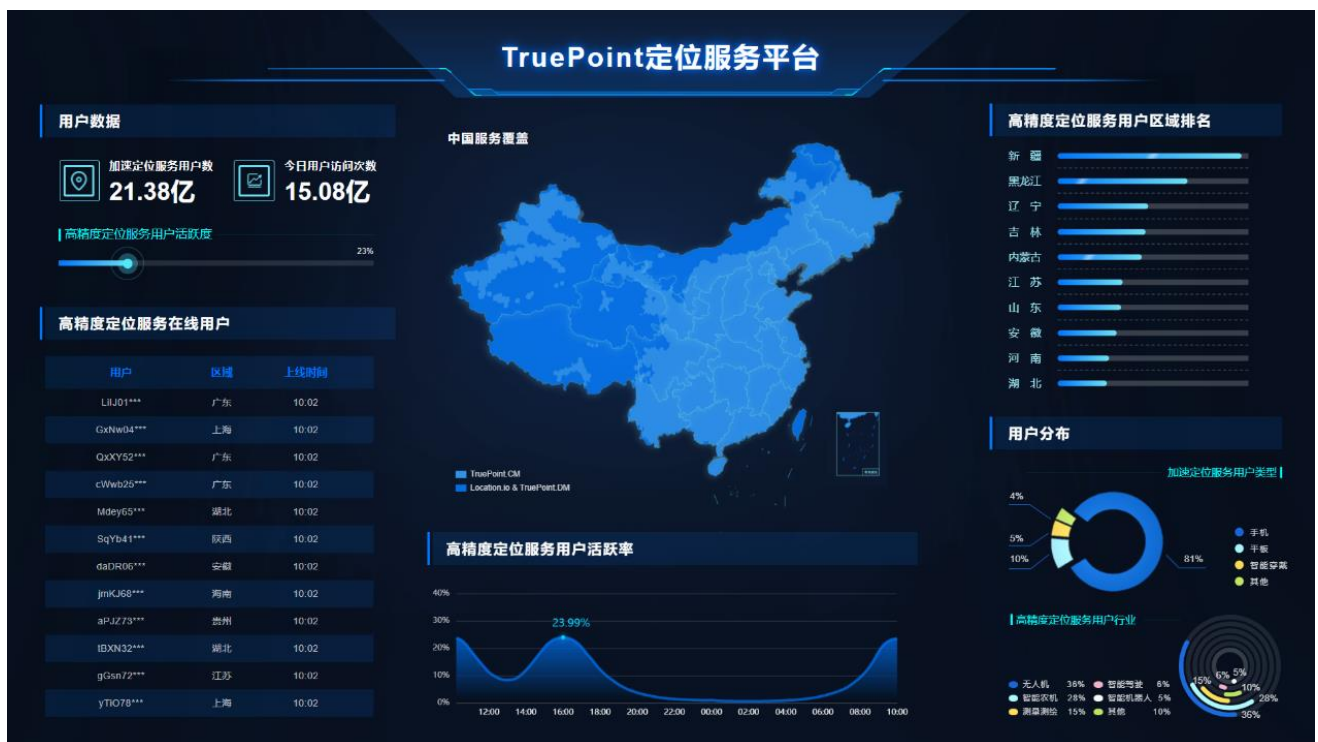 TruePoint定位服务平台
用户数据
加速定位服务用户数
21.38亿
今日用户访问次数
15.08亿
高精度定位服务用户活跃度
23%
高精度定位服务在线用户
用户 区域 上线时间
LIIJ01*** 广东 10:02
GxNw04*** 上海 10:02
QxXY52*** 广东 10:02
cWwb25*** 广东 10:02
Mdey65*** 湖北 10:02
SqYb41*** 陕西 10:02
daDR06*** 安徽 10:02
jmKJ68*** 海南 10:02
aPJZ73*** 贵州 10:02
tBXN32*** 湖北 10:02
gGsn72*** 江苏 10:02
yTIO78*** 上海 10:02
中国服务覆盖
TruePoint.CM
Location.io & TruePoint.DM
高精度定位服务用户活跃率
40%
30%
20%
10%
0%
23.99%
12:00 14:00 16:00 18:00 20:00 22:00 00:00 02:00 04:00 06:00 08:00 10:00
高精度定位服务用户区域排名
新 疆
黑龙江
辽 宁
吉 林
内蒙古
江 苏
山 东
安 徽
河 南
湖 北
用户分布
加速定位服务用户类型
4%
5%
10%
81%
手机
平板
智能穿戴
其他
高精度定位服务用户行业
无人机 36% 智能驾驶 6%
智能农机 28% 智能机器人 5%
测量测绘 15% 其他 10%
15% 6% 5%
10%
28%
36%